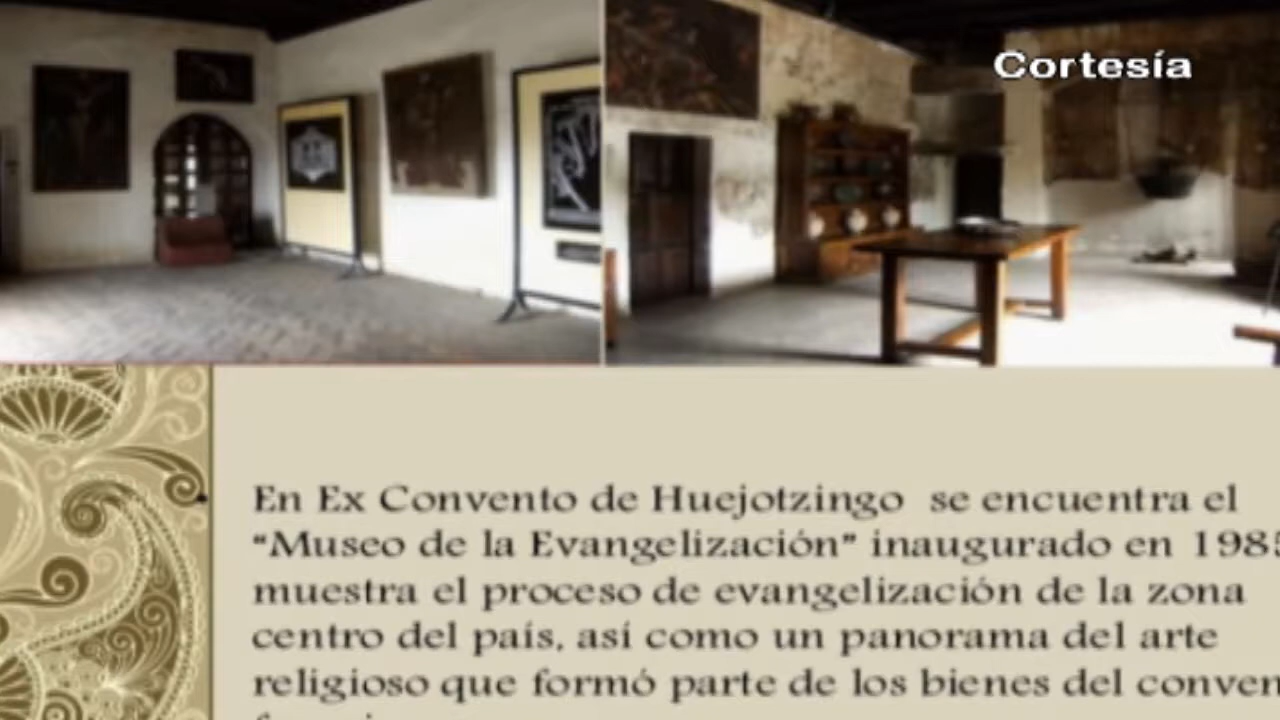 Cortesía
En Ex Convento de Huejotzingo se encuentra el
“Museo de la Evangelización” inaugurado en 198
muestra el proceso de evangelización de la zona
centro del país, así como un panorama del arte
religioso que formó parte de los bienes del conven